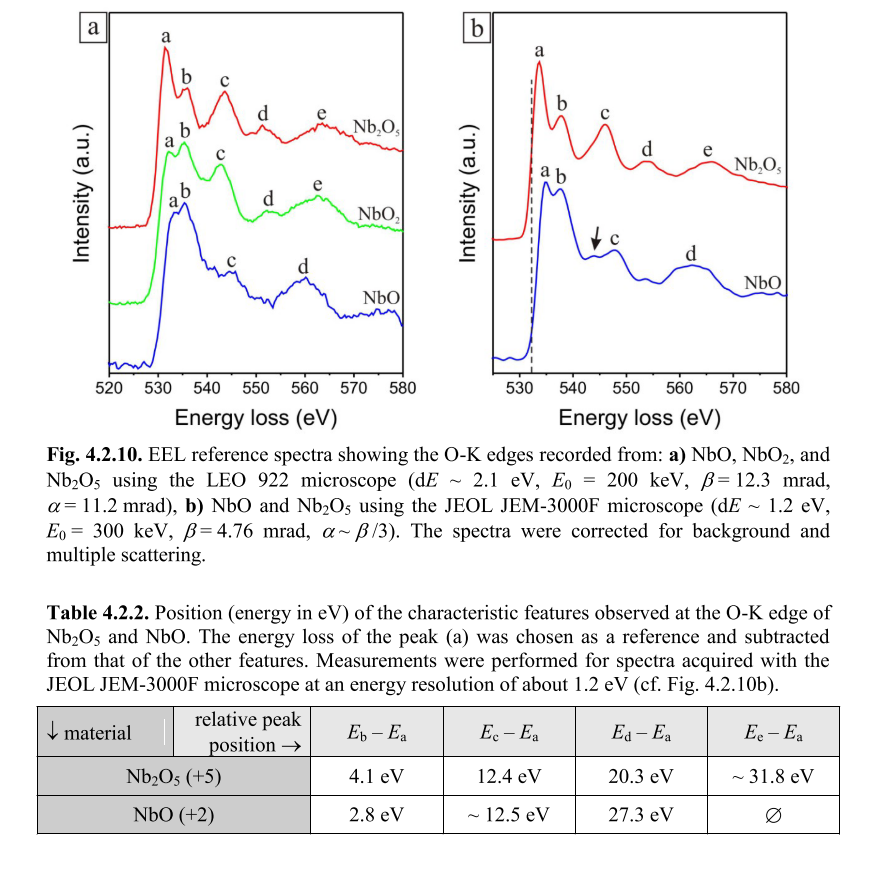 a
b
a
b
c
d
e
Nb₂O₅
a
b
c
d
e
NbO₂
a
b
c
d
NbO
Intensity (a.u.)
520 530 540 550 560 570 580
Energy loss (eV)
a
b
c
d
e
Nb₂O₅
a
b
c
d
NbO
Intensity (a.u.)
530 540 550 560 570 580
Energy loss (eV)
Fig. 4.2.10. EEL reference spectra showing the O-K edges recorded from: a) NbO, NbO₂, and
Nb₂O₅ using the LEO 922 microscope (dE ~ 2.1 eV, E₀ = 200 keV, β = 12.3 mrad,
α = 11.2 mrad), b) NbO and Nb₂O₅ using the JEOL JEM-3000F microscope (dE ~ 1.2 eV,
E₀ = 300 keV, β = 4.76 mrad, α ~ β /3). The spectra were corrected for background and
multiple scattering.
Table 4.2.2. Position (energy in eV) of the characteristic features observed at the O-K edge of
Nb₂O₅ and NbO. The energy loss of the peak (a) was chosen as a reference and subtracted
from that of the other features. Measurements were performed for spectra acquired with the
JEOL JEM-3000F microscope at an energy resolution of about 1.2 eV (cf. Fig. 4.2.10b).
↓ material
relative peak
position →
E_b – E_a
E_c – E_a
E_d – E_a
E_e – E_a
Nb₂O₅ (+5) 4.1 eV 12.4 eV 20.3 eV ~ 31.8 eV
NbO (+2) 2.8 eV ~ 12.5 eV 27.3 eV ∅